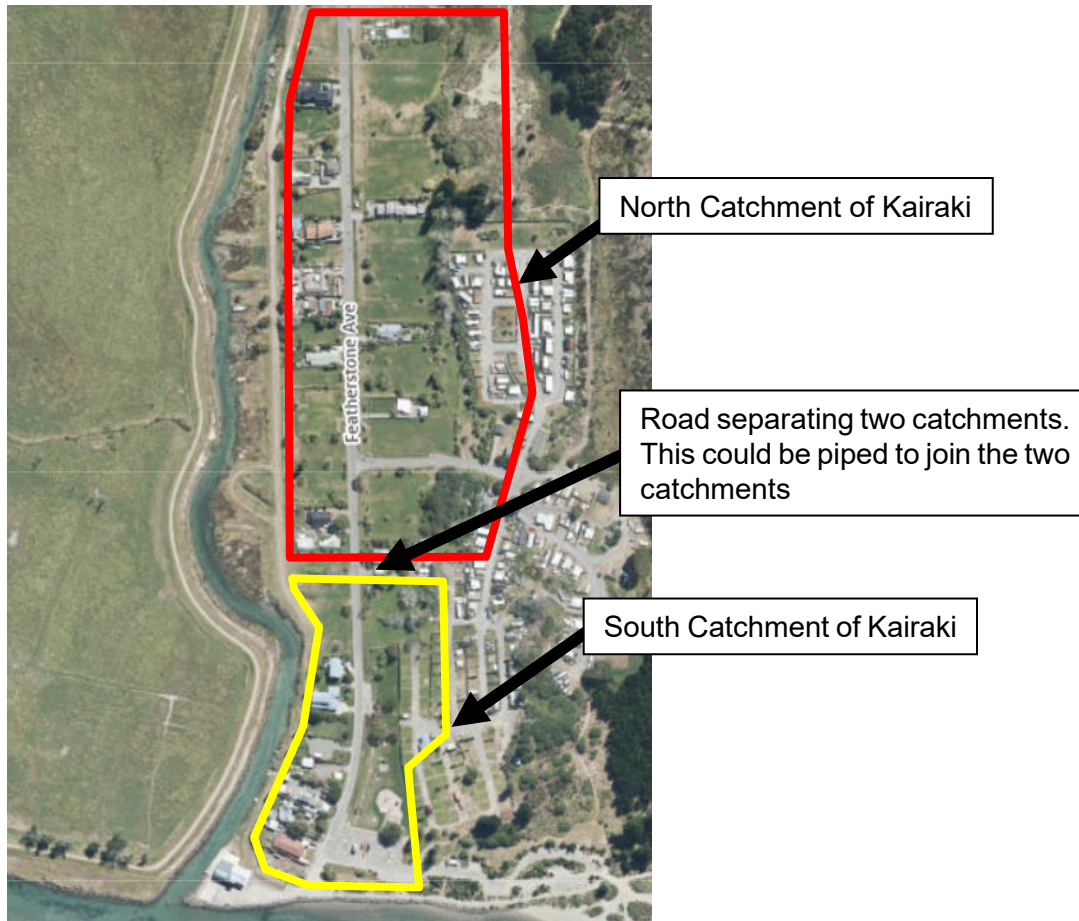 North Catchment of Kairaki
Featherstone Ave
Road separating two catchments.
This could be piped to join the two
catchments
South Catchment of Kairaki